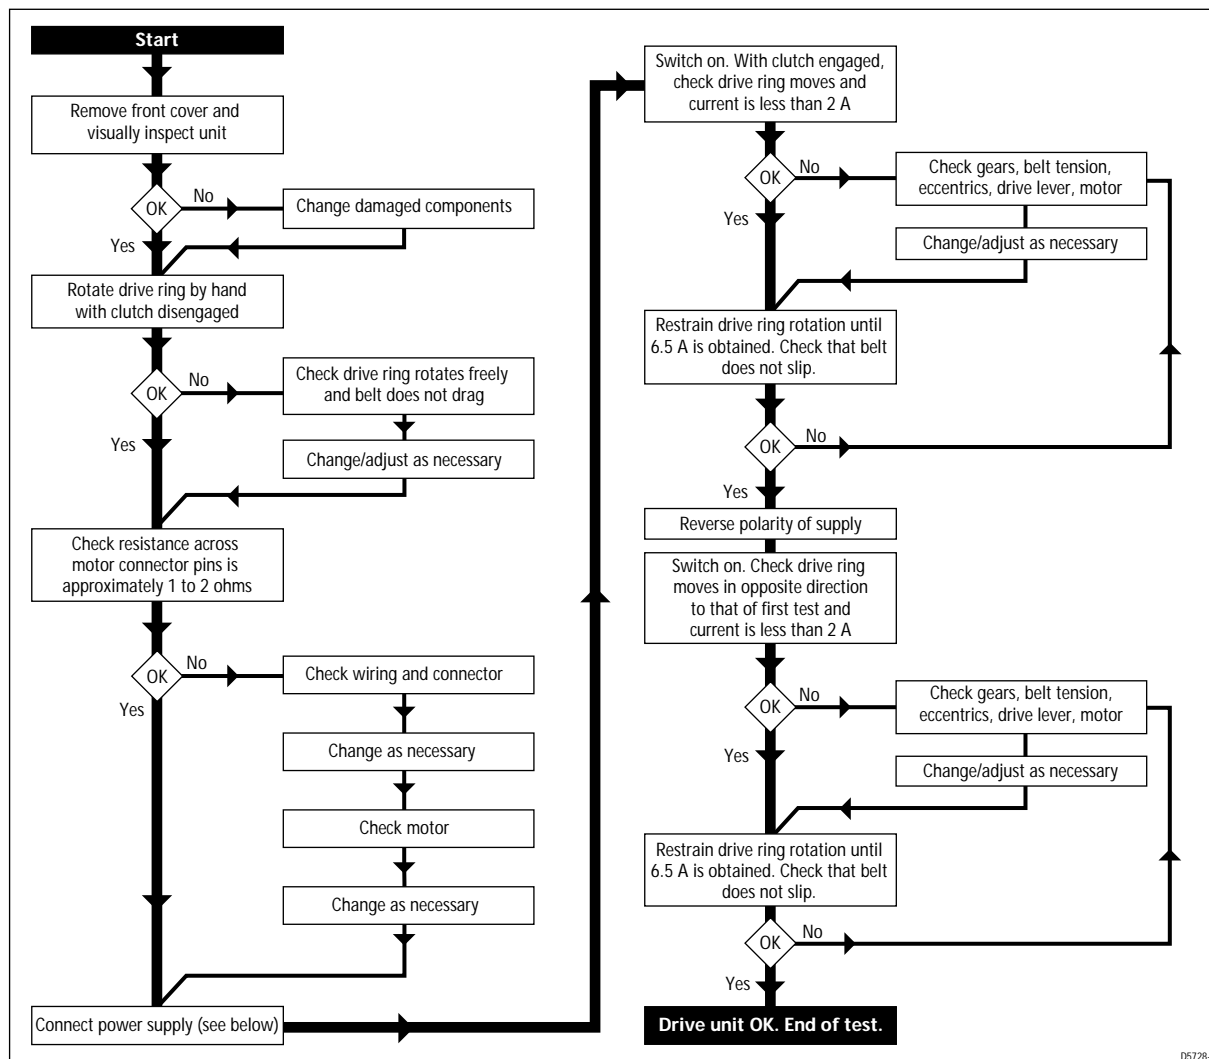 Start
Remove front cover and
visually inspect unit
OK
No
Change damaged components
Yes
Rotate drive ring by hand
with clutch disengaged
OK
No
Check drive ring rotates freely
and belt does not drag
Yes
Change/adjust as necessary
Check resistance across
motor connector pins is
approximately 1 to 2 ohms
OK
No
Check wiring and connector
Yes
Change as necessary
Check motor
Change as necessary
Connect power supply (see below)
Switch on. With clutch engaged,
check drive ring moves and
current is less than 2 A
OK
No
Check gears, belt tension,
eccentrics, drive lever, motor
Yes
Change/adjust as necessary
Restrain drive ring rotation until
6.5 A is obtained. Check that belt
does not slip.
OK
No
Yes
Reverse polarity of supply
Switch on. Check drive ring
moves in opposite direction
to that of first test and
current is less than 2 A
OK
No
Check gears, belt tension,
eccentrics, drive lever, motor
Yes
Change/adjust as necessary
Restrain drive ring rotation until
6.5 A is obtained. Check that belt
does not slip.
OK
No
Yes
Drive unit OK. End of test.